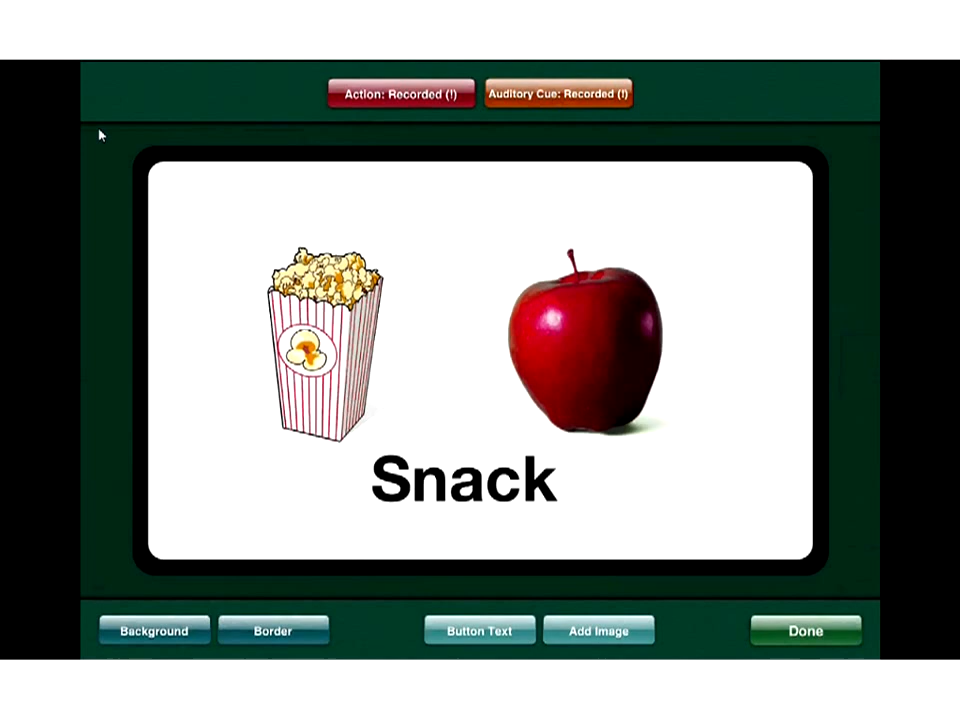 Action: Recorded (!)
Auditory Cue: Recorded (!)
Snack
Background
Border
Button Text
Add Image
Done